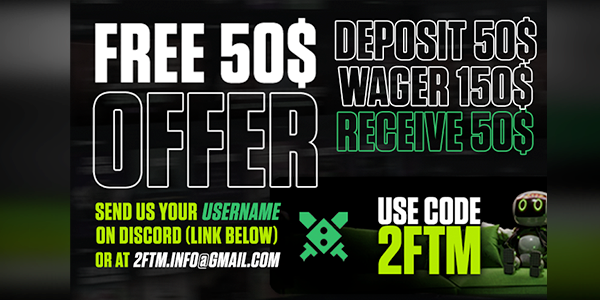 FREE 50$
OFFER
SEND US YOUR USERNAME
ON DISCORD (LINK BELOW)
OR AT 2FTM.INFO@GMAIL.COM
DEPOSIT 50$
WAGER 150$
RECEIVE 50$
USE CODE
2FTM